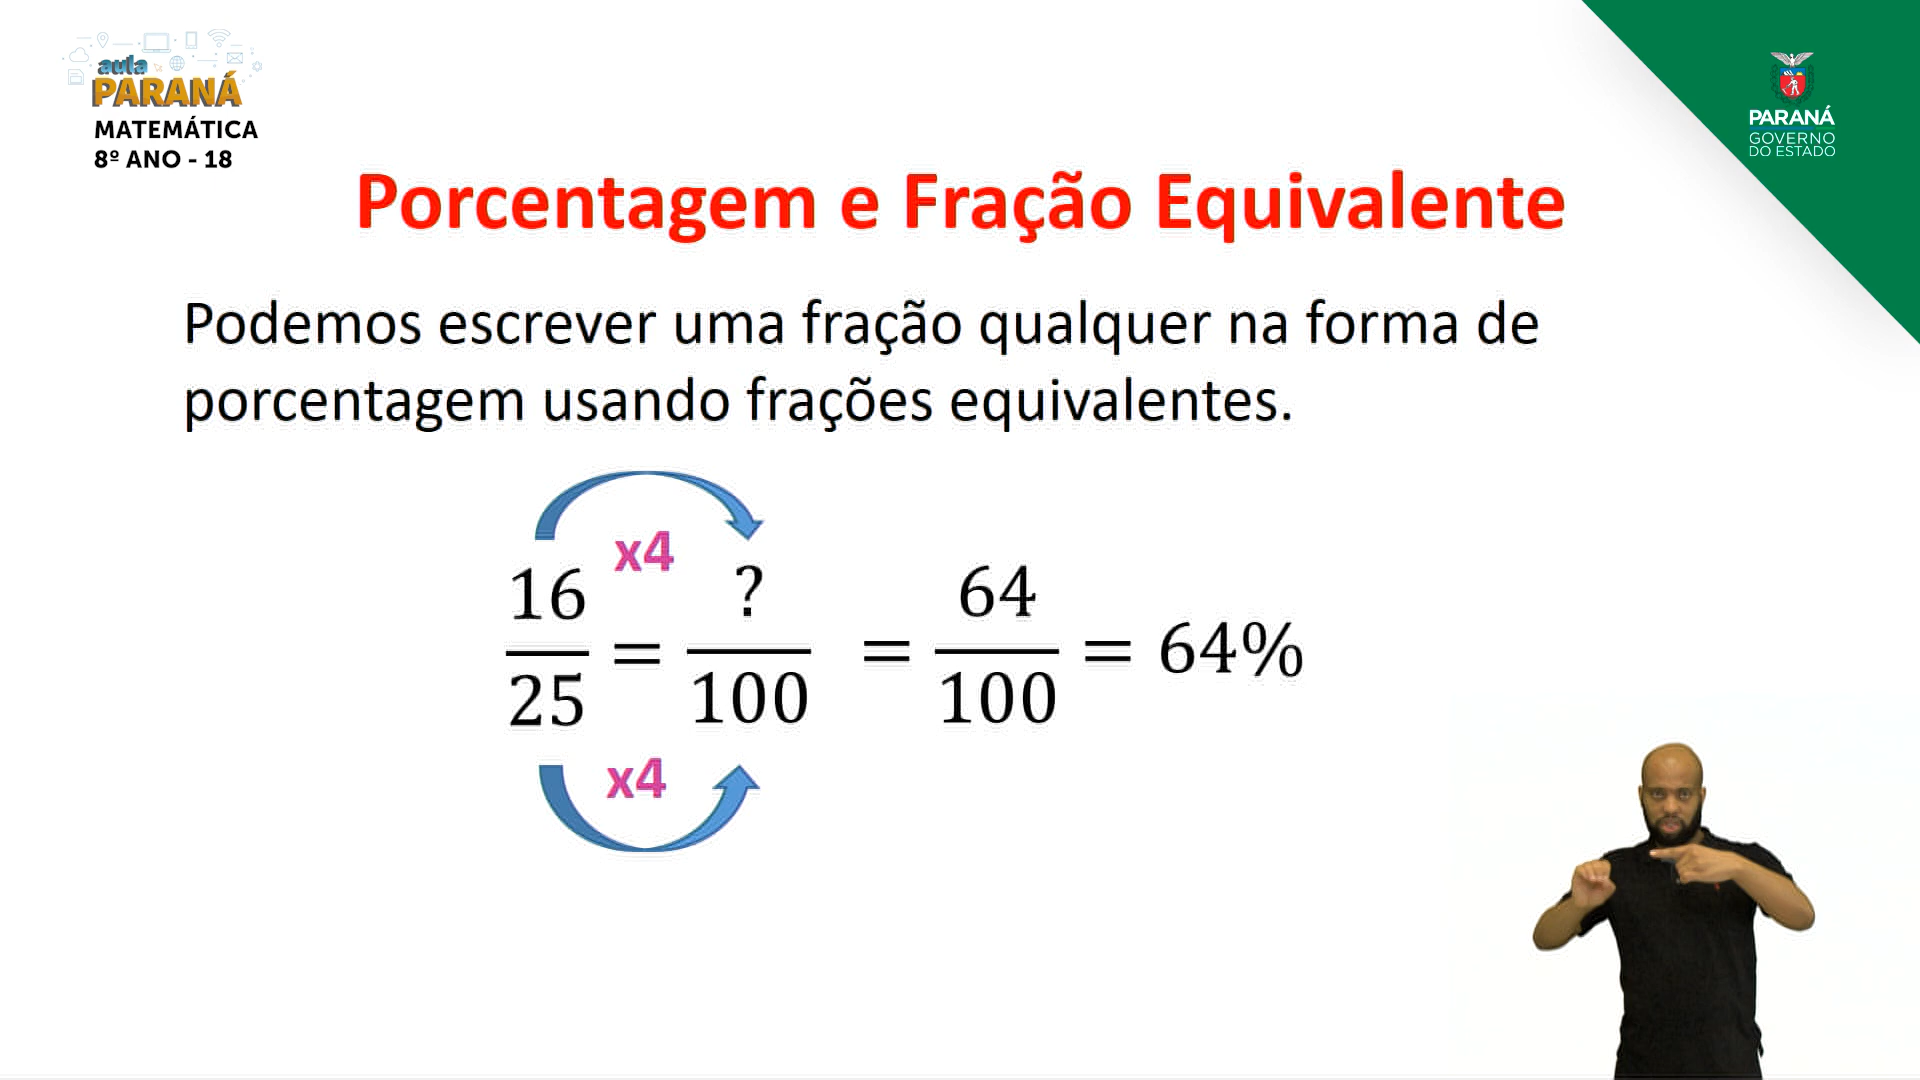 aula
PARANÁ
MATEMÁTICA
8º ANO - 18
PARANÁ
GOVERNO
DO ESTADO
Porcentagem e Fração Equivalente
Podemos escrever uma fração qualquer na forma de
porcentagem usando frações equivalentes.
x4
16/25 = ?/100 = 64/100 = 64%
x4